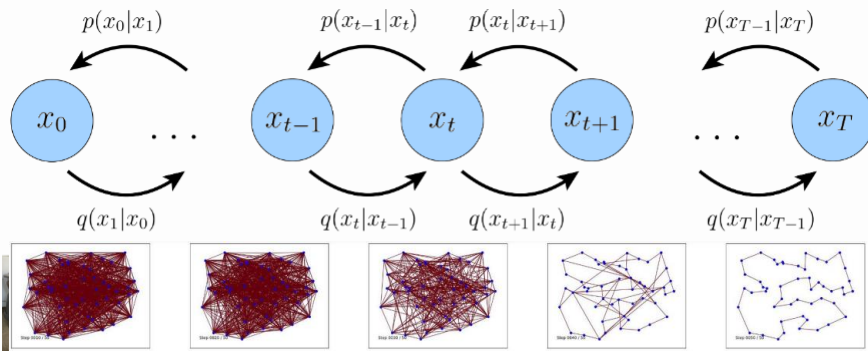 p(x_0|x_1) p(x_{t-1}|x_t) p(x_t|x_{t+1}) p(x_{T-1}|x_T)
x_0 . . . x_{t-1} x_t x_{t+1} . . . x_T
q(x_1|x_0) q(x_t|x_{t-1}) q(x_{t+1}|x_t) q(x_T|x_{T-1})